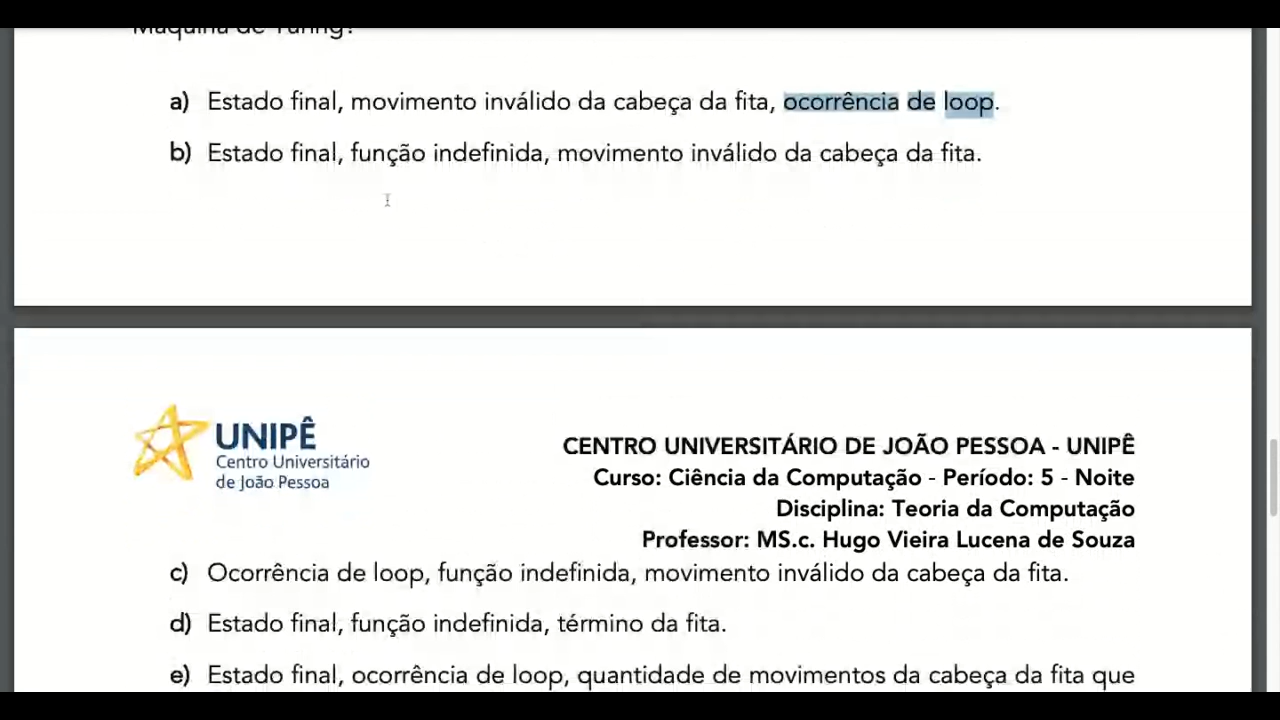 Máquina de Turing?
a) Estado final, movimento inválido da cabeça da fita, ocorrência de loop.
b) Estado final, função indefinida, movimento inválido da cabeça da fita.
UNIPÊ
Centro Universitário
de João Pessoa
CENTRO UNIVERSITÁRIO DE JOÃO PESSOA - UNIPÊ
Curso: Ciência da Computação - Período: 5 - Noite
Disciplina: Teoria da Computação
Professor: MS.c. Hugo Vieira Lucena de Souza
c) Ocorrência de loop, função indefinida, movimento inválido da cabeça da fita.
d) Estado final, função indefinida, término da fita.
e) Estado final, ocorrência de loop, quantidade de movimentos da cabeça da fita que